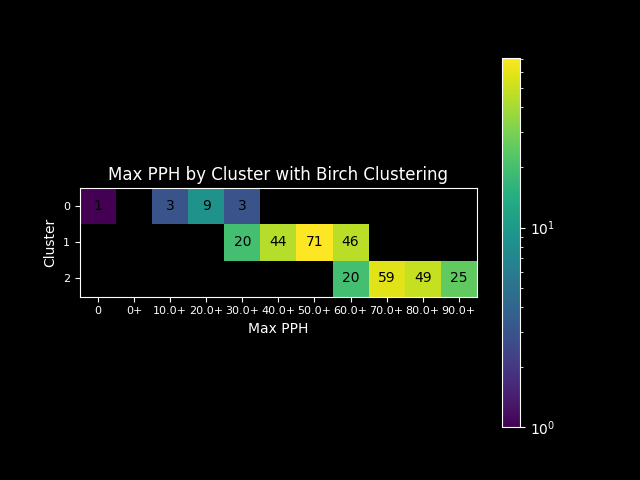 Max PPH by Cluster with Birch Clustering
Cluster
0
1
2
1 3 9 3
20 44 71 46
20 59 49 25
0 0+ 10.0+ 20.0+ 30.0+ 40.0+ 50.0+ 60.0+ 70.0+ 80.0+ 90.0+
Max PPH
10¹
10⁰